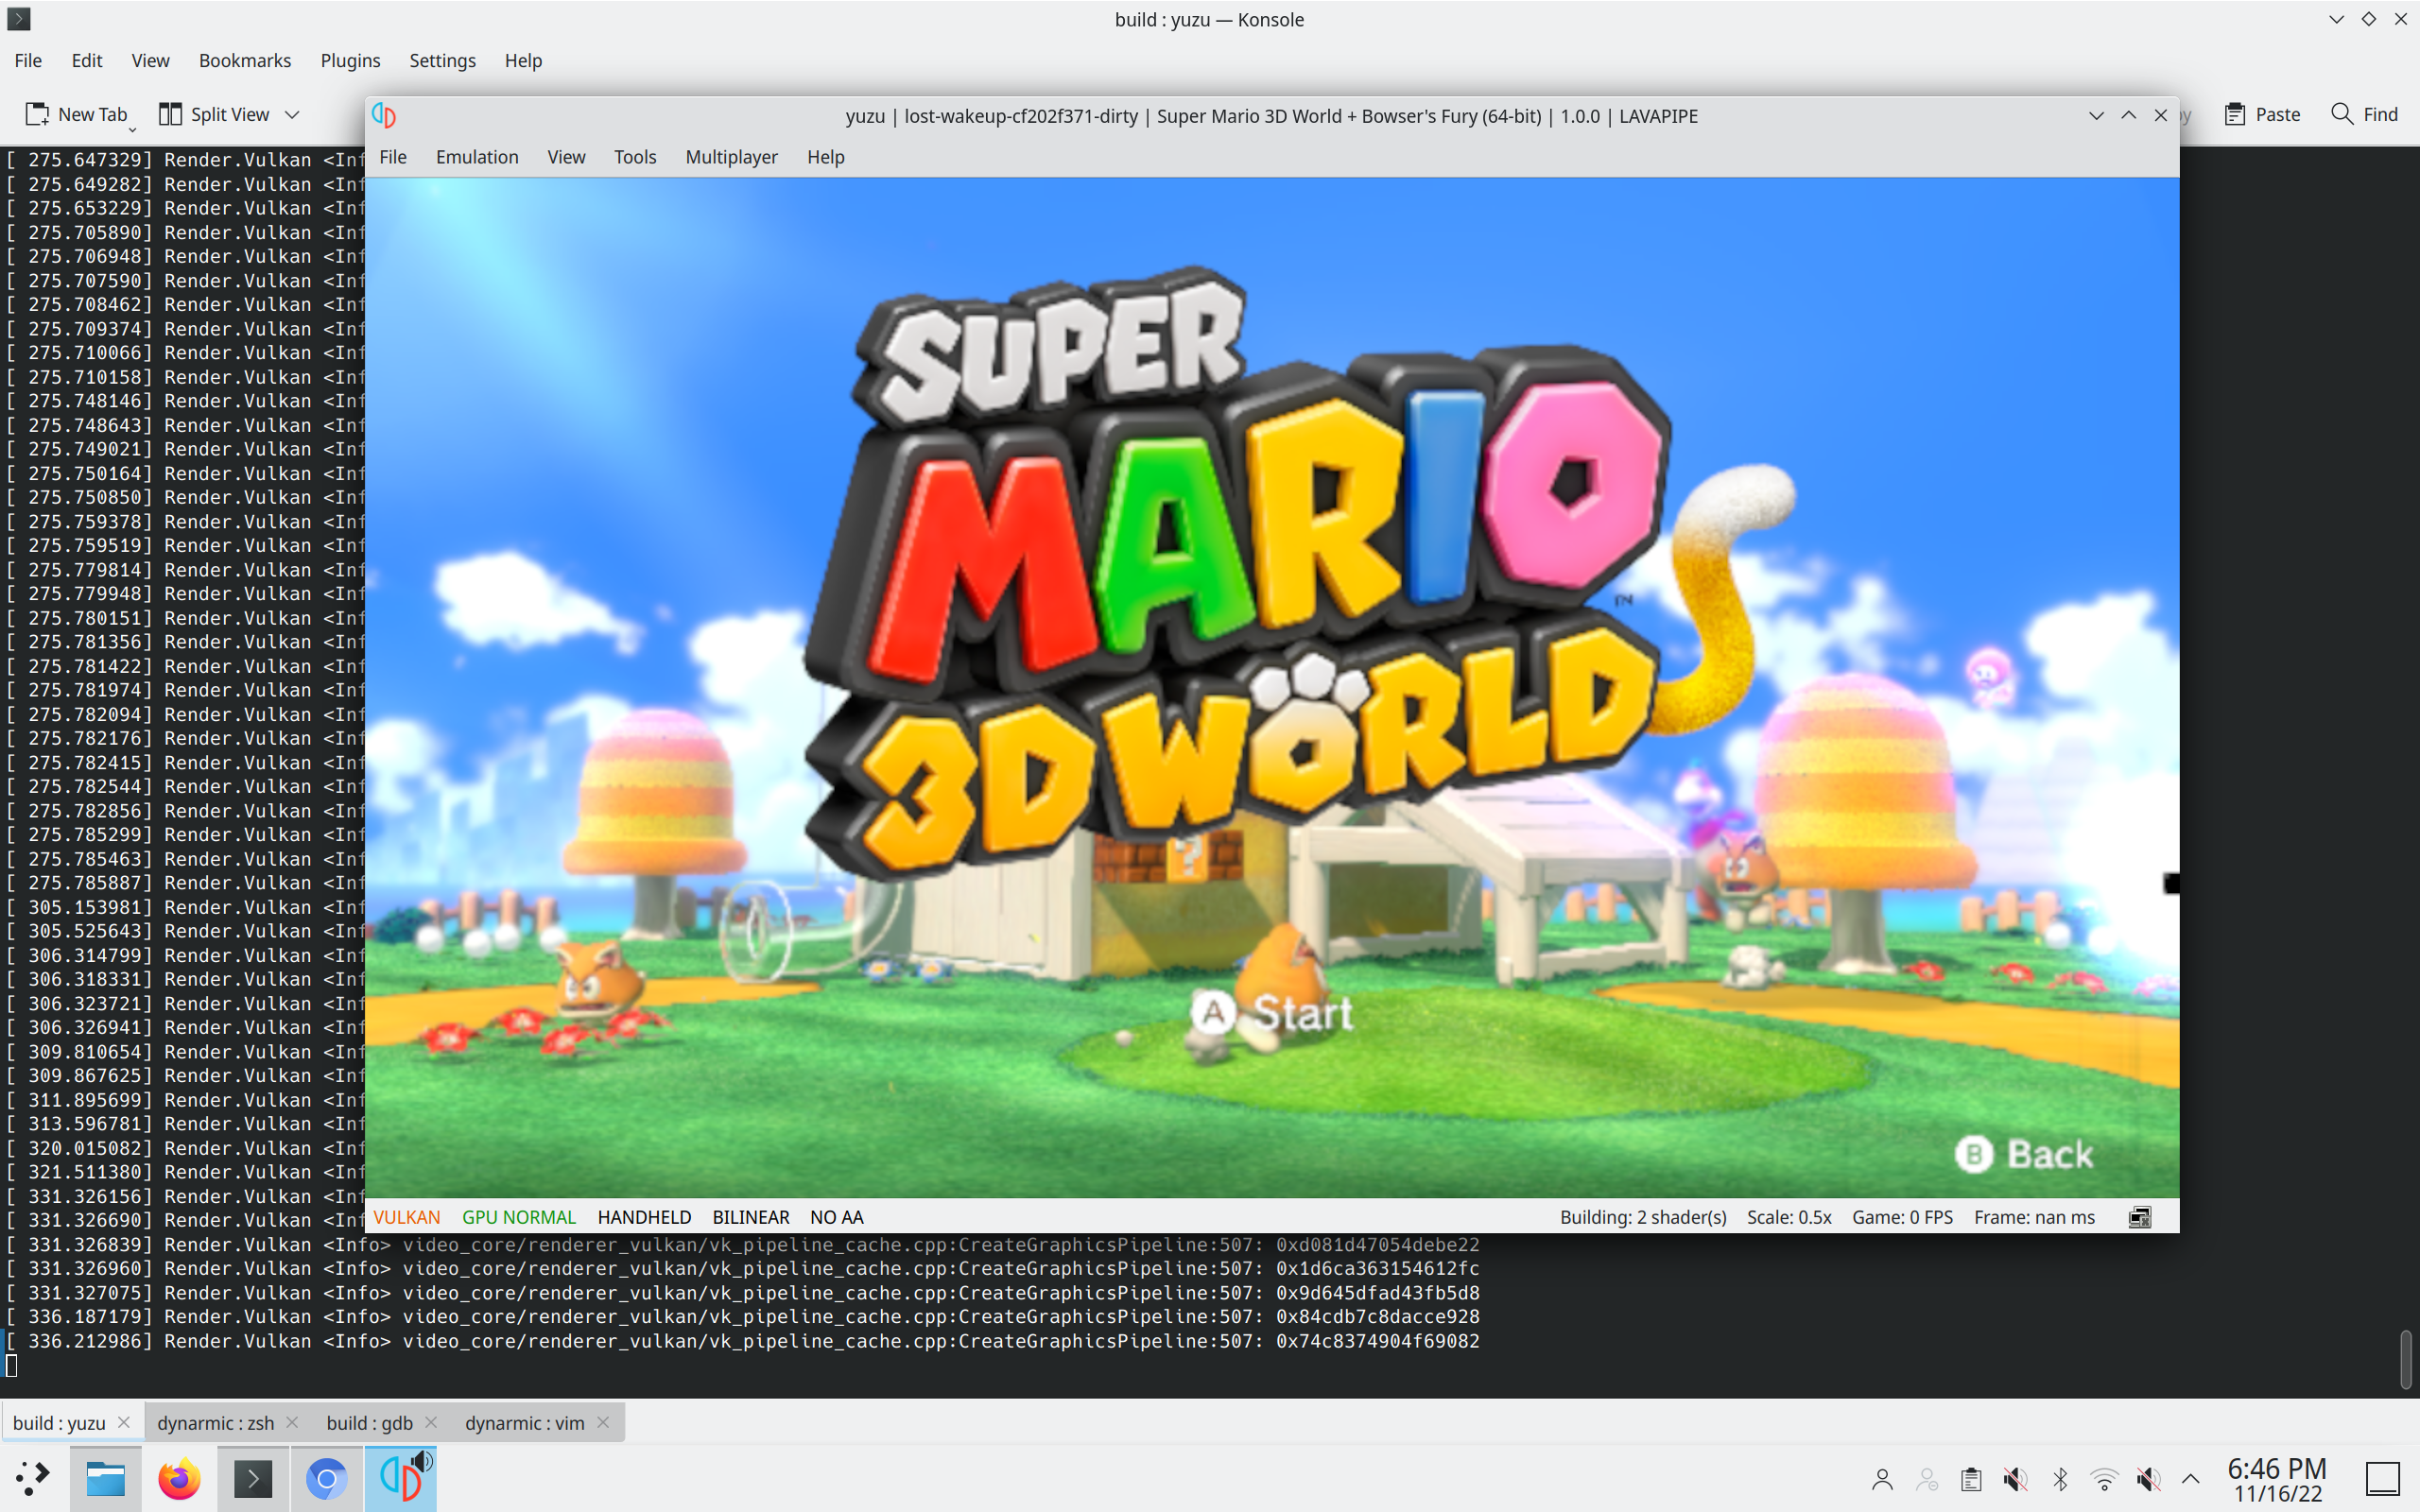 build : yuzu — Konsole
File Edit View Bookmarks Plugins Settings Help
New Tab Split View Paste Find
yuzu | lost-wakeup-cf202f371-dirty | Super Mario 3D World + Bowser's Fury (64-bit) | 1.0.0 | LAVAPIPE
File Emulation View Tools Multiplayer Help
[ 275.647329] Render.Vulkan <Inf
[ 275.649282] Render.Vulkan <Inf
[ 275.653229] Render.Vulkan <Inf
[ 275.705890] Render.Vulkan <Inf
[ 275.706948] Render.Vulkan <Inf
[ 275.707590] Render.Vulkan <Inf
[ 275.708462] Render.Vulkan <Inf
[ 275.709374] Render.Vulkan <Inf
[ 275.710066] Render.Vulkan <Inf
[ 275.710158] Render.Vulkan <Inf
[ 275.748146] Render.Vulkan <Inf
[ 275.748643] Render.Vulkan <Inf
[ 275.749021] Render.Vulkan <Inf
[ 275.750164] Render.Vulkan <Inf
[ 275.750850] Render.Vulkan <Inf
[ 275.759378] Render.Vulkan <Inf
[ 275.759519] Render.Vulkan <Inf
[ 275.779814] Render.Vulkan <Inf
[ 275.779948] Render.Vulkan <Inf
[ 275.780151] Render.Vulkan <Inf
[ 275.781356] Render.Vulkan <Inf
[ 275.781422] Render.Vulkan <Inf
[ 275.781974] Render.Vulkan <Inf
[ 275.782094] Render.Vulkan <Inf
[ 275.782176] Render.Vulkan <Inf
[ 275.782415] Render.Vulkan <Inf
[ 275.782544] Render.Vulkan <Inf
[ 275.782856] Render.Vulkan <Inf
[ 275.785299] Render.Vulkan <Inf
[ 275.785463] Render.Vulkan <Inf
[ 275.785887] Render.Vulkan <Inf
[ 305.153981] Render.Vulkan <Inf
[ 305.525643] Render.Vulkan <Inf
[ 306.314799] Render.Vulkan <Inf
[ 306.318331] Render.Vulkan <Inf
[ 306.323721] Render.Vulkan <Inf
[ 306.326941] Render.Vulkan <Inf
[ 309.810654] Render.Vulkan <Inf
[ 309.867625] Render.Vulkan <Inf
[ 311.895699] Render.Vulkan <Inf
[ 313.596781] Render.Vulkan <Inf
[ 320.015082] Render.Vulkan <Inf
[ 321.511380] Render.Vulkan <Inf
[ 331.326156] Render.Vulkan <Inf
[ 331.326690] Render.Vulkan <Inf
SUPER
MARIO
TM
3D WORLD
?
A Start
B Back
VULKAN GPU NORMAL HANDHELD BILINEAR NO AA Building: 2 shader(s) Scale: 0.5x Game: 0 FPS Frame: nan ms
[ 331.326839] Render.Vulkan <Info> video_core/renderer_vulkan/vk_pipeline_cache.cpp:CreateGraphicsPipeline:507: 0xd081d47054debe22
[ 331.326960] Render.Vulkan <Info> video_core/renderer_vulkan/vk_pipeline_cache.cpp:CreateGraphicsPipeline:507: 0x1d6ca363154612fc
[ 331.327075] Render.Vulkan <Info> video_core/renderer_vulkan/vk_pipeline_cache.cpp:CreateGraphicsPipeline:507: 0x9d645dfad43fb5d8
[ 336.187179] Render.Vulkan <Info> video_core/renderer_vulkan/vk_pipeline_cache.cpp:CreateGraphicsPipeline:507: 0x84cdb7c8dacce928
[ 336.212986] Render.Vulkan <Info> video_core/renderer_vulkan/vk_pipeline_cache.cpp:CreateGraphicsPipeline:507: 0x74c8374904f69082
build : yuzu dynarmic : zsh build : gdb dynarmic : vim
6:46 PM
11/16/22